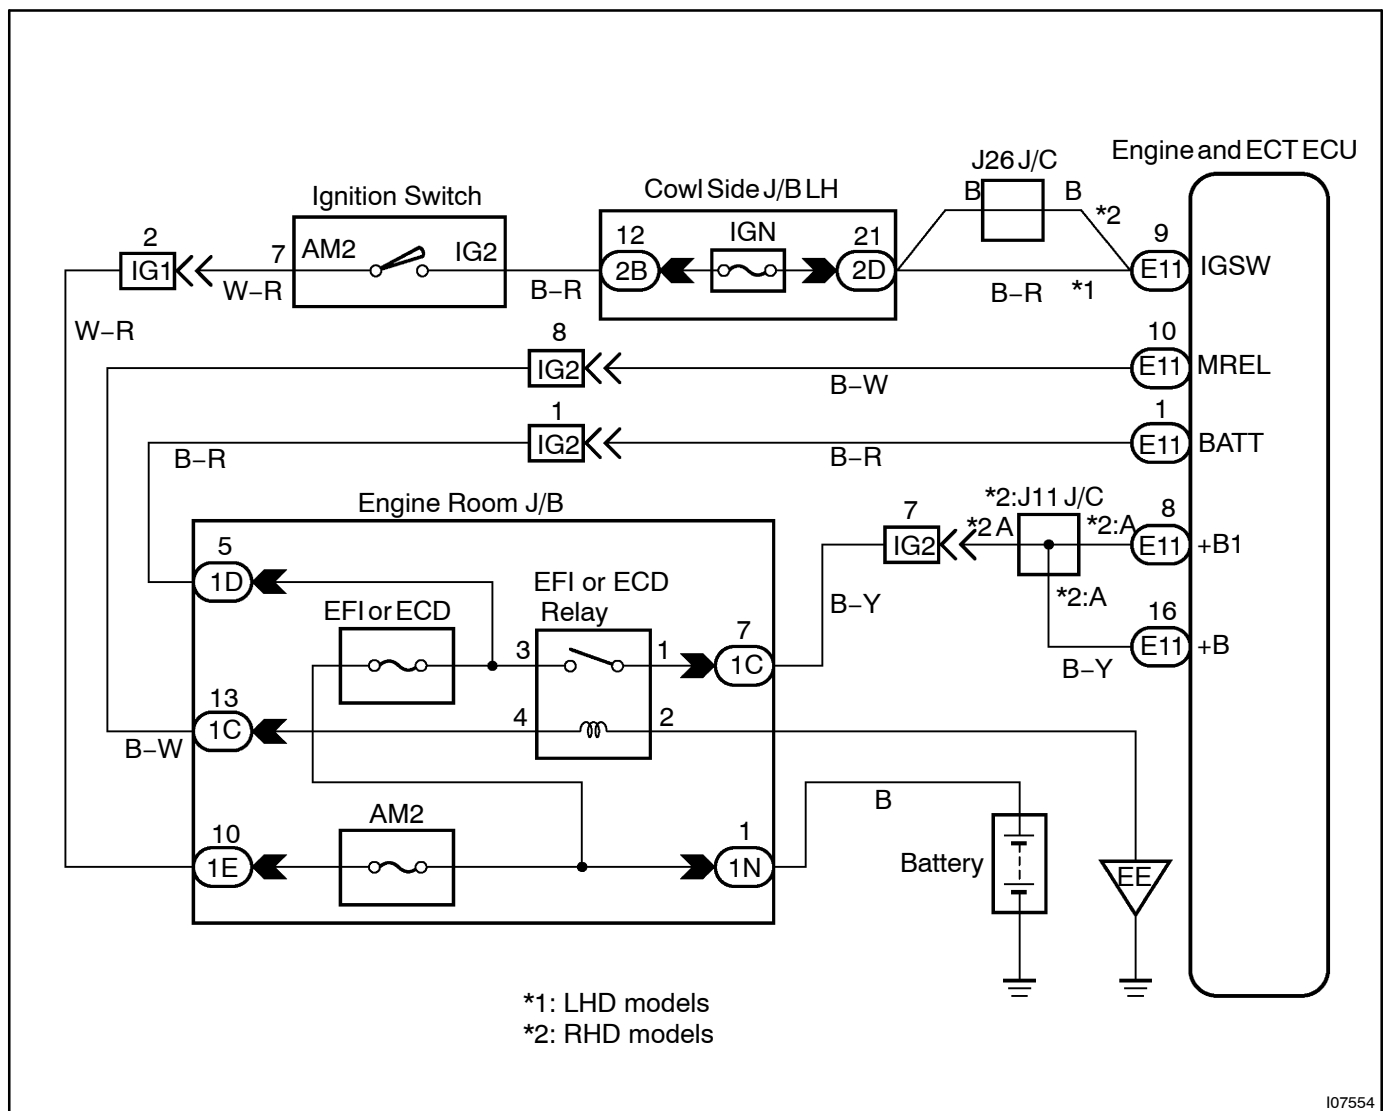 Engine and ECT ECU
J26 J/C
B
B
*2
Ignition Switch
Cowl Side J/B LH
2
IG1
7
AM2
IG2
W–R
B–R
12
2B
IGN
21
2D
B–R
*1
9
E11
IGSW
W–R
8
IG2
B–W
10
E11
MREL
1
IG2
B–R
B–R
1
E11
BATT
Engine Room J/B
*2:J11 J/C
7
IG2
*2 A
*2:A
8
E11
+B1
5
1D
EFI or ECD
EFI or ECD
Relay
B–Y
*2:A
3
1
7
1C
16
E11
+B
B–Y
13
1C
4
2
B–W
AM2
B
10
1E
1
1N
Battery
EE
*1: LHD models
*2: RHD models
I07554